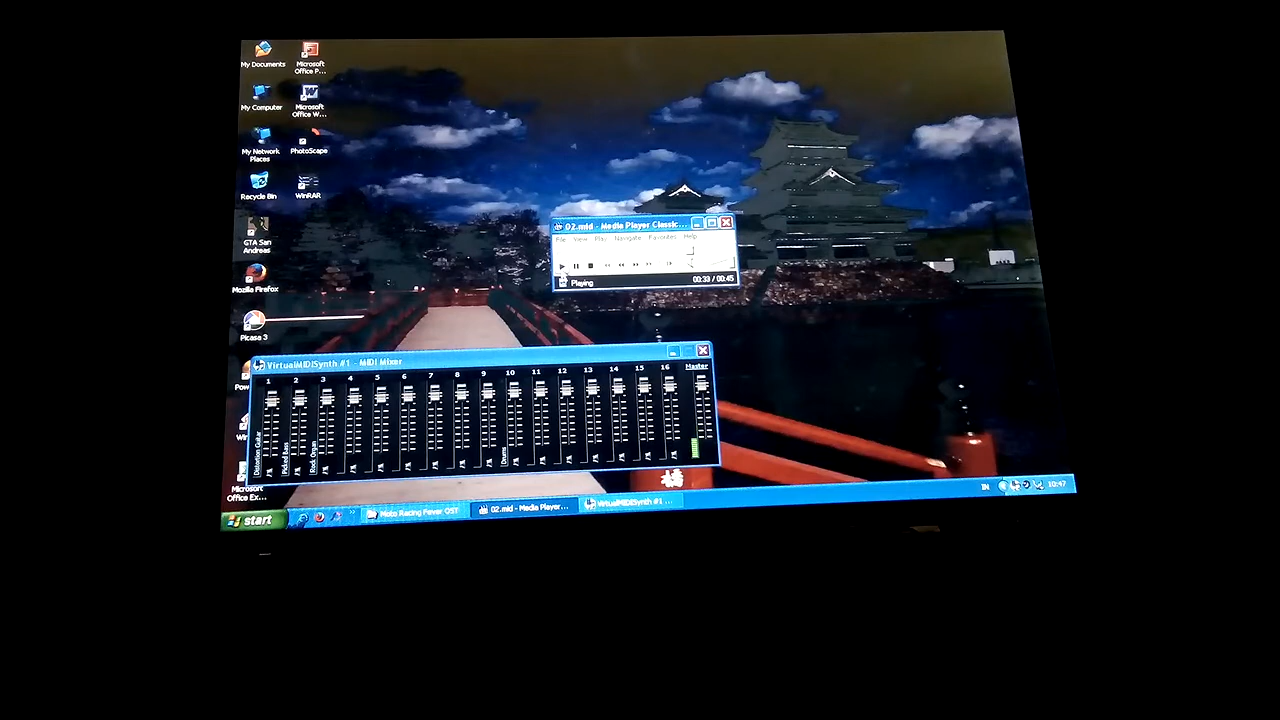 My Documents
Microsoft
Office P...
My Computer
Microsoft
Office W...
My Network
Places
PhotoScape
Recycle Bin
WinRAR
GTA San
Andreas
Mozilla Firefox
Picasa 3
Microsoft
Office Ex...
02.mid - Media Player Classic...
File View Play Navigate Favorites Help
Playing
00:33 / 00:45
VirtualMIDISynth #1 - MIDI Mixer
1 2 3 4 5 6 7 8 9 10 11 12 13 14 15 16 Master
Distortion Guitar
Picked Bass
Rock Organ
Drums
橋
start
Moto Racing Fever OST
02.mid - Media Player...
VirtualMIDISynth #1 ...
IN
10:47